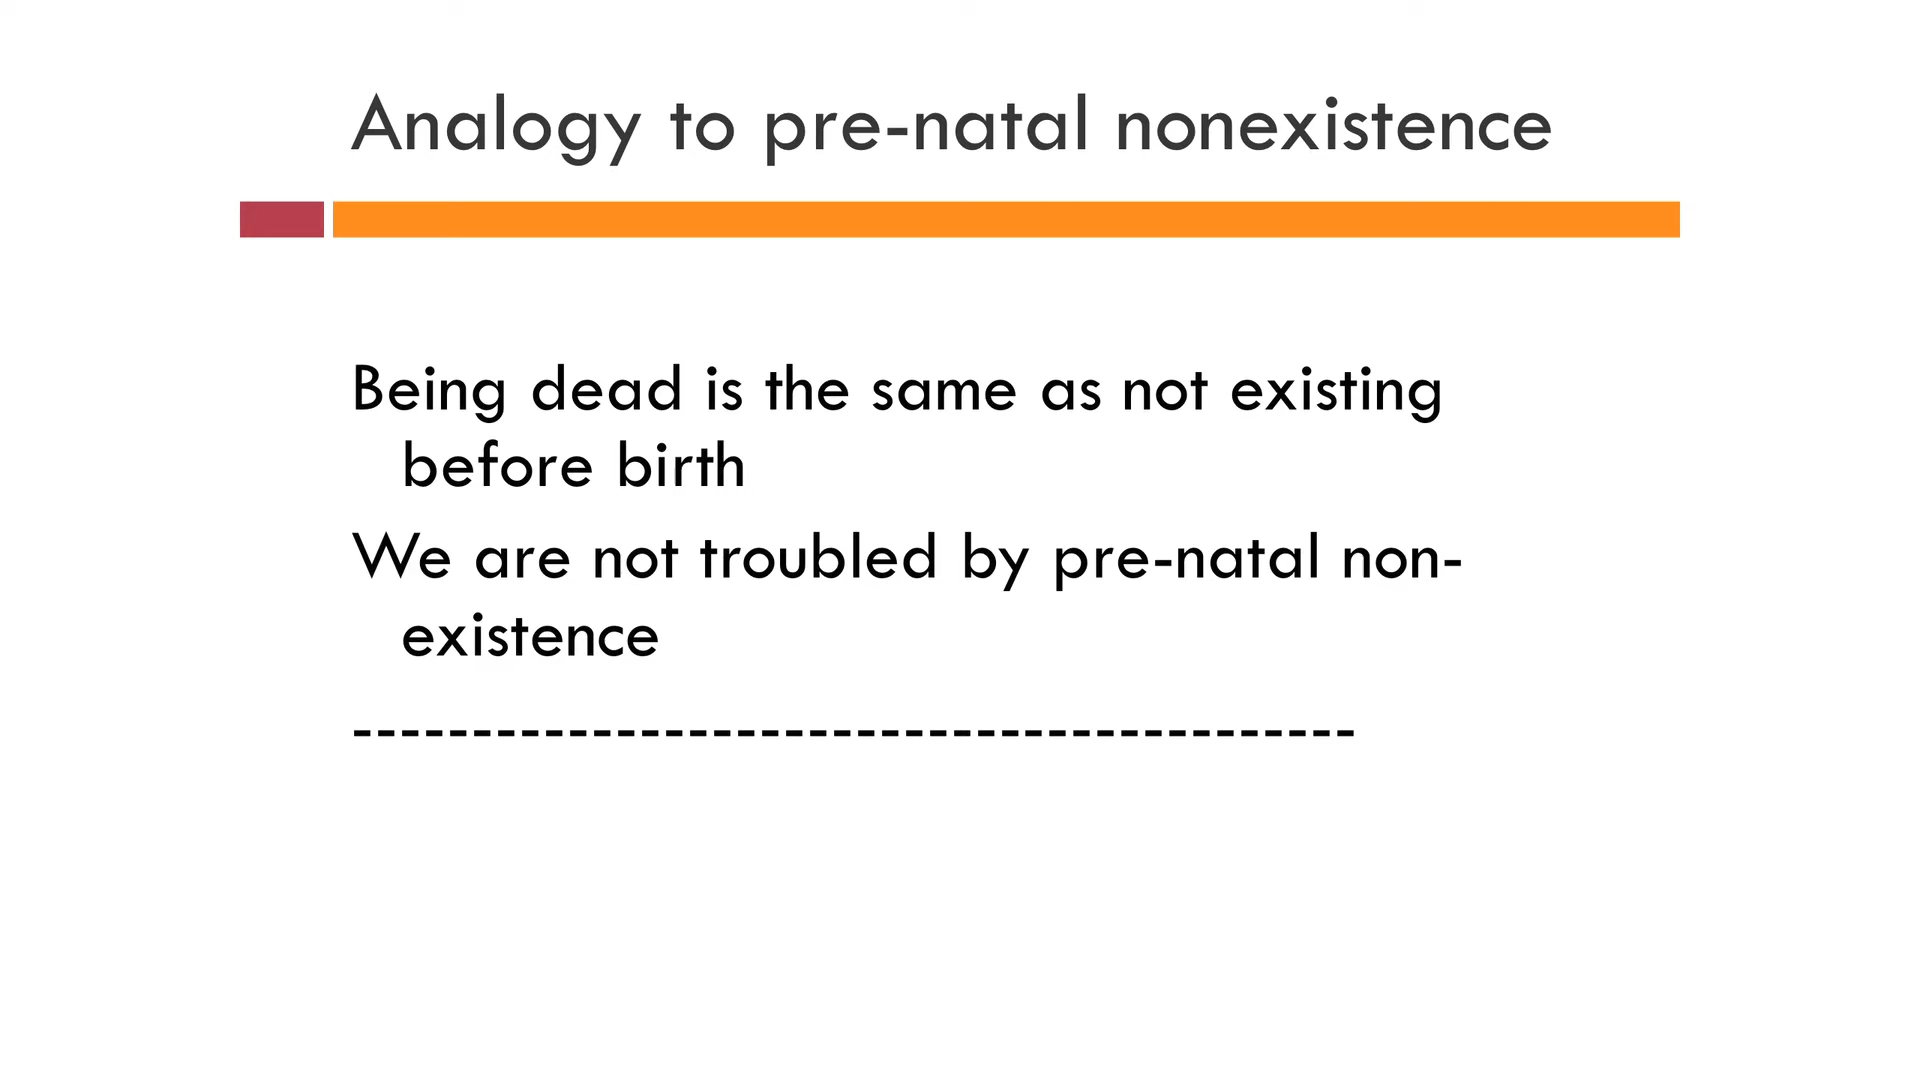 Analogy to pre-natal nonexistence
Being dead is the same as not existing
before birth
We are not troubled by pre-natal non-
existence
------------------------------------------